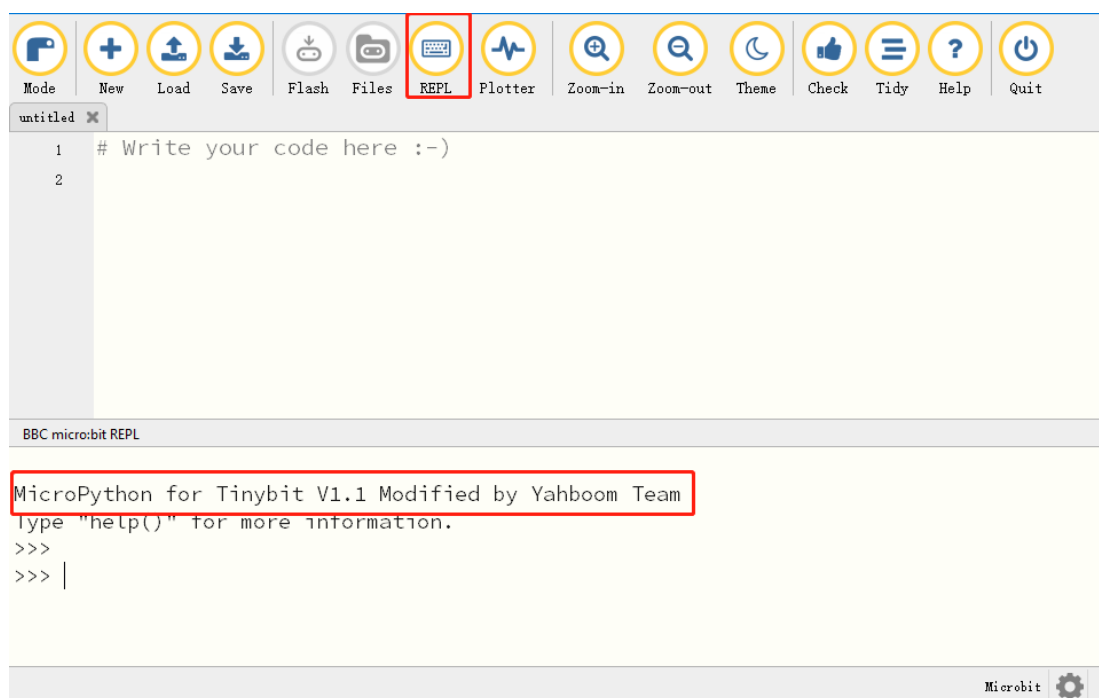 Mode New Load Save Flash Files REPL Plotter Zoom-in Zoom-out Theme Check Tidy Help Quit
untitled
1 # Write your code here :-)
2
BBC micro:bit REPL
MicroPython for Tinybit V1.1 Modified by Yahboom Team
Type "help()" for more information.
>>>
>>>
Microbit